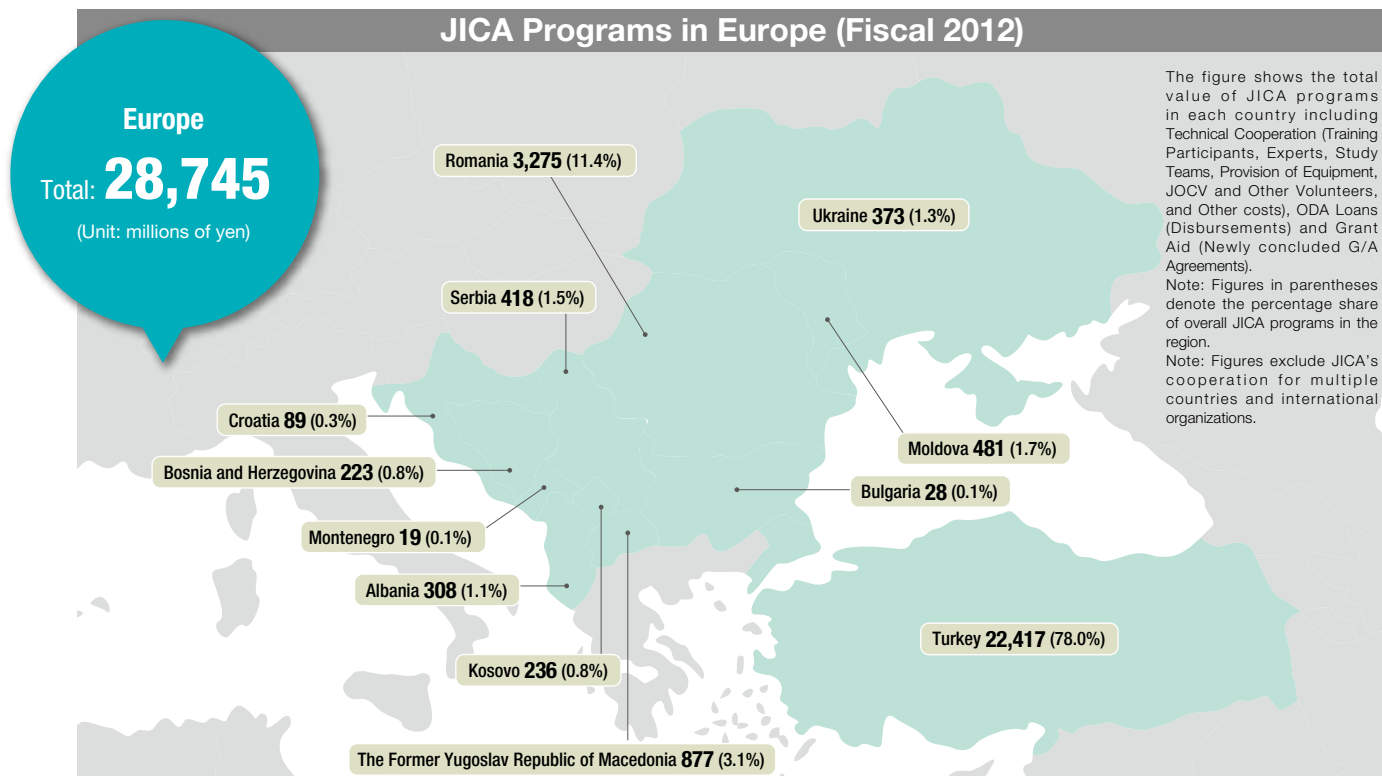 JICA Programs in Europe (Fiscal 2012)
Europe
Total: 28,745
(Unit: millions of yen)
The figure shows the total
value of JICA programs
in each country including
Technical Cooperation (Training
Participants, Experts, Study
Teams, Provision of Equipment,
JOCV and Other Volunteers,
and Other costs), ODA Loans
(Disbursements) and Grant
Aid (Newly concluded G/A
Agreements).
Note: Figures in parentheses
denote the percentage share
of overall JICA programs in the
region.
Note: Figures exclude JICA's
cooperation for multiple
countries and international
organizations.
Romania 3,275 (11.4%)
Ukraine 373 (1.3%)
Serbia 418 (1.5%)
Croatia 89 (0.3%)
Moldova 481 (1.7%)
Bosnia and Herzegovina 223 (0.8%)
Bulgaria 28 (0.1%)
Montenegro 19 (0.1%)
Albania 308 (1.1%)
Turkey 22,417 (78.0%)
Kosovo 236 (0.8%)
The Former Yugoslav Republic of Macedonia 877 (3.1%)